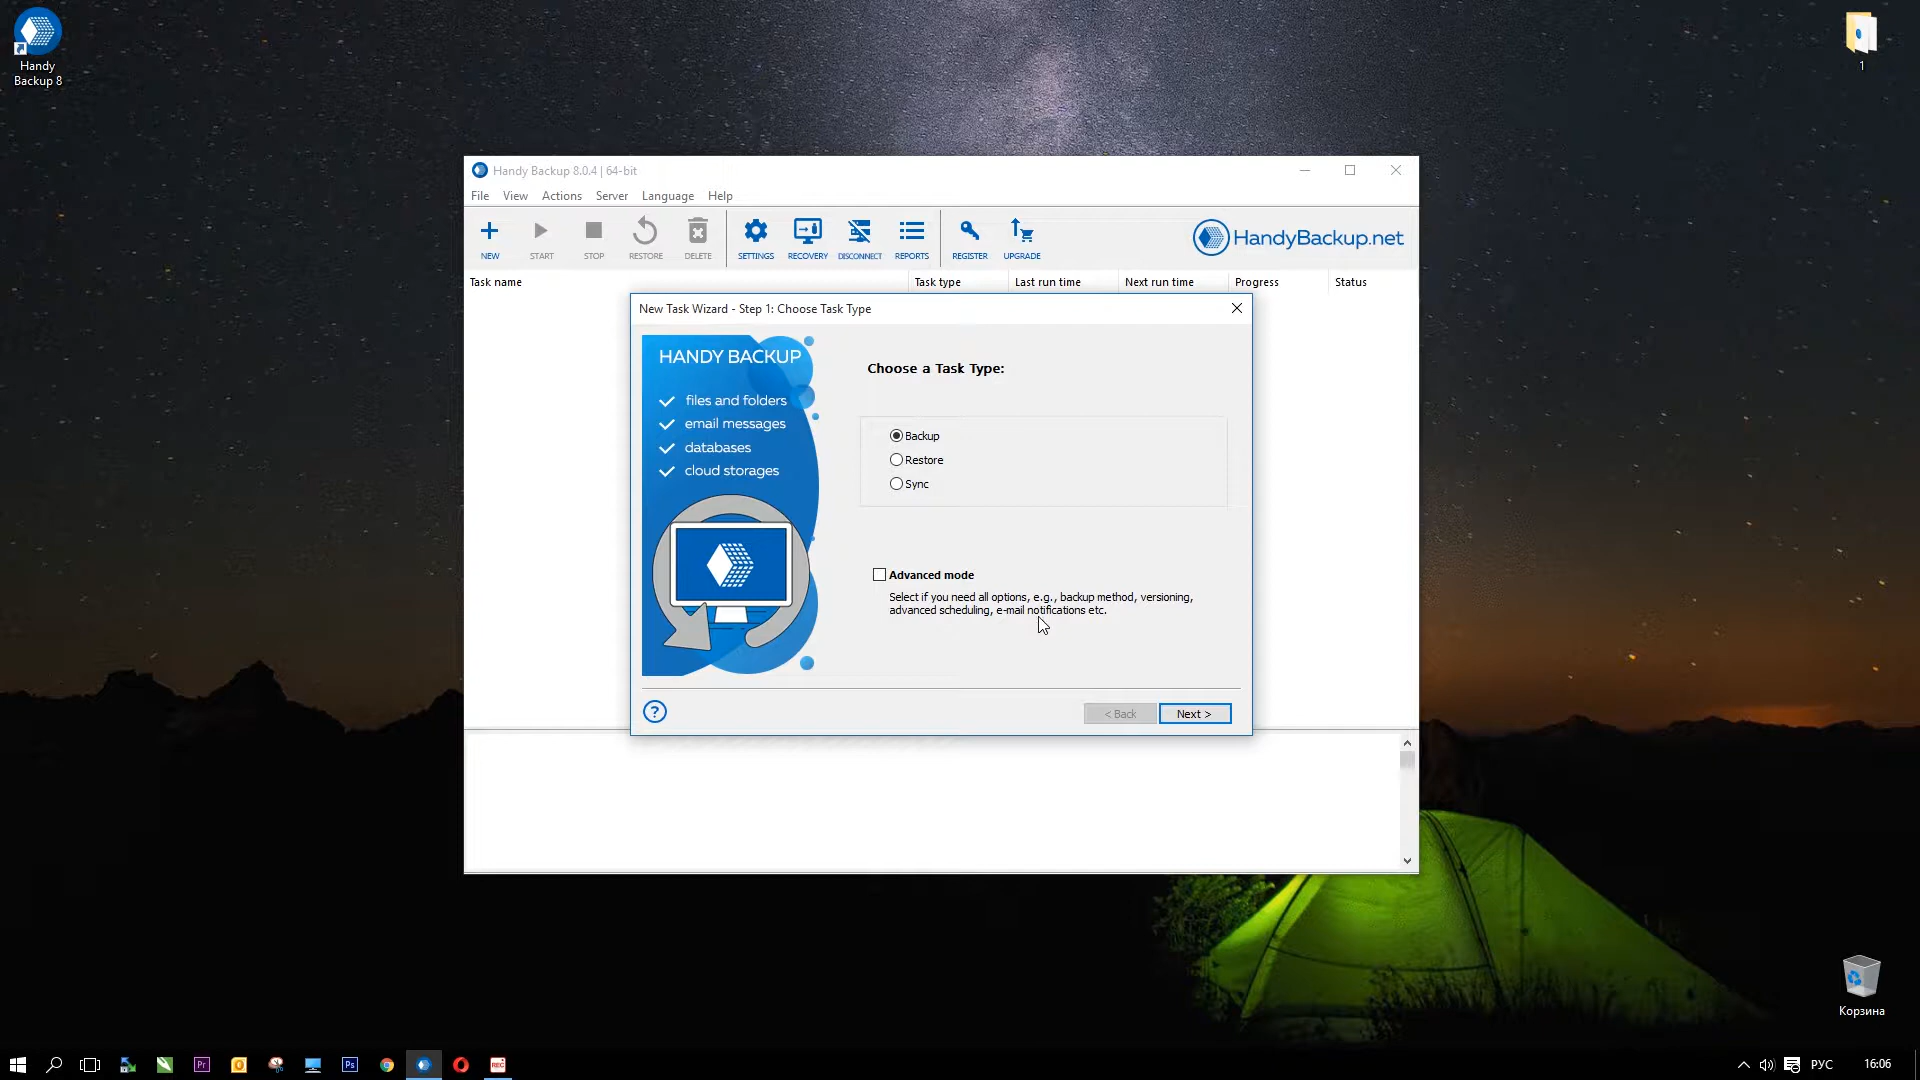 Handy
Backup 8
1
Handy Backup 8.0.4 | 64-bit
File View Actions Server Language Help
NEW START STOP RESTORE DELETE SETTINGS RECOVERY DISCONNECT REPORTS REGISTER UPGRADE
HandyBackup.net
Task name Task type Last run time Next run time Progress Status
New Task Wizard - Step 1: Choose Task Type
HANDY BACKUP
files and folders
email messages
databases
cloud storages
Choose a Task Type:
Backup
Restore
Sync
Advanced mode
Select if you need all options, e.g., backup method, versioning,
advanced scheduling, e-mail notifications etc.
?
< Back Next >
Корзина
Pr
Ps
REC
РУС
16:06